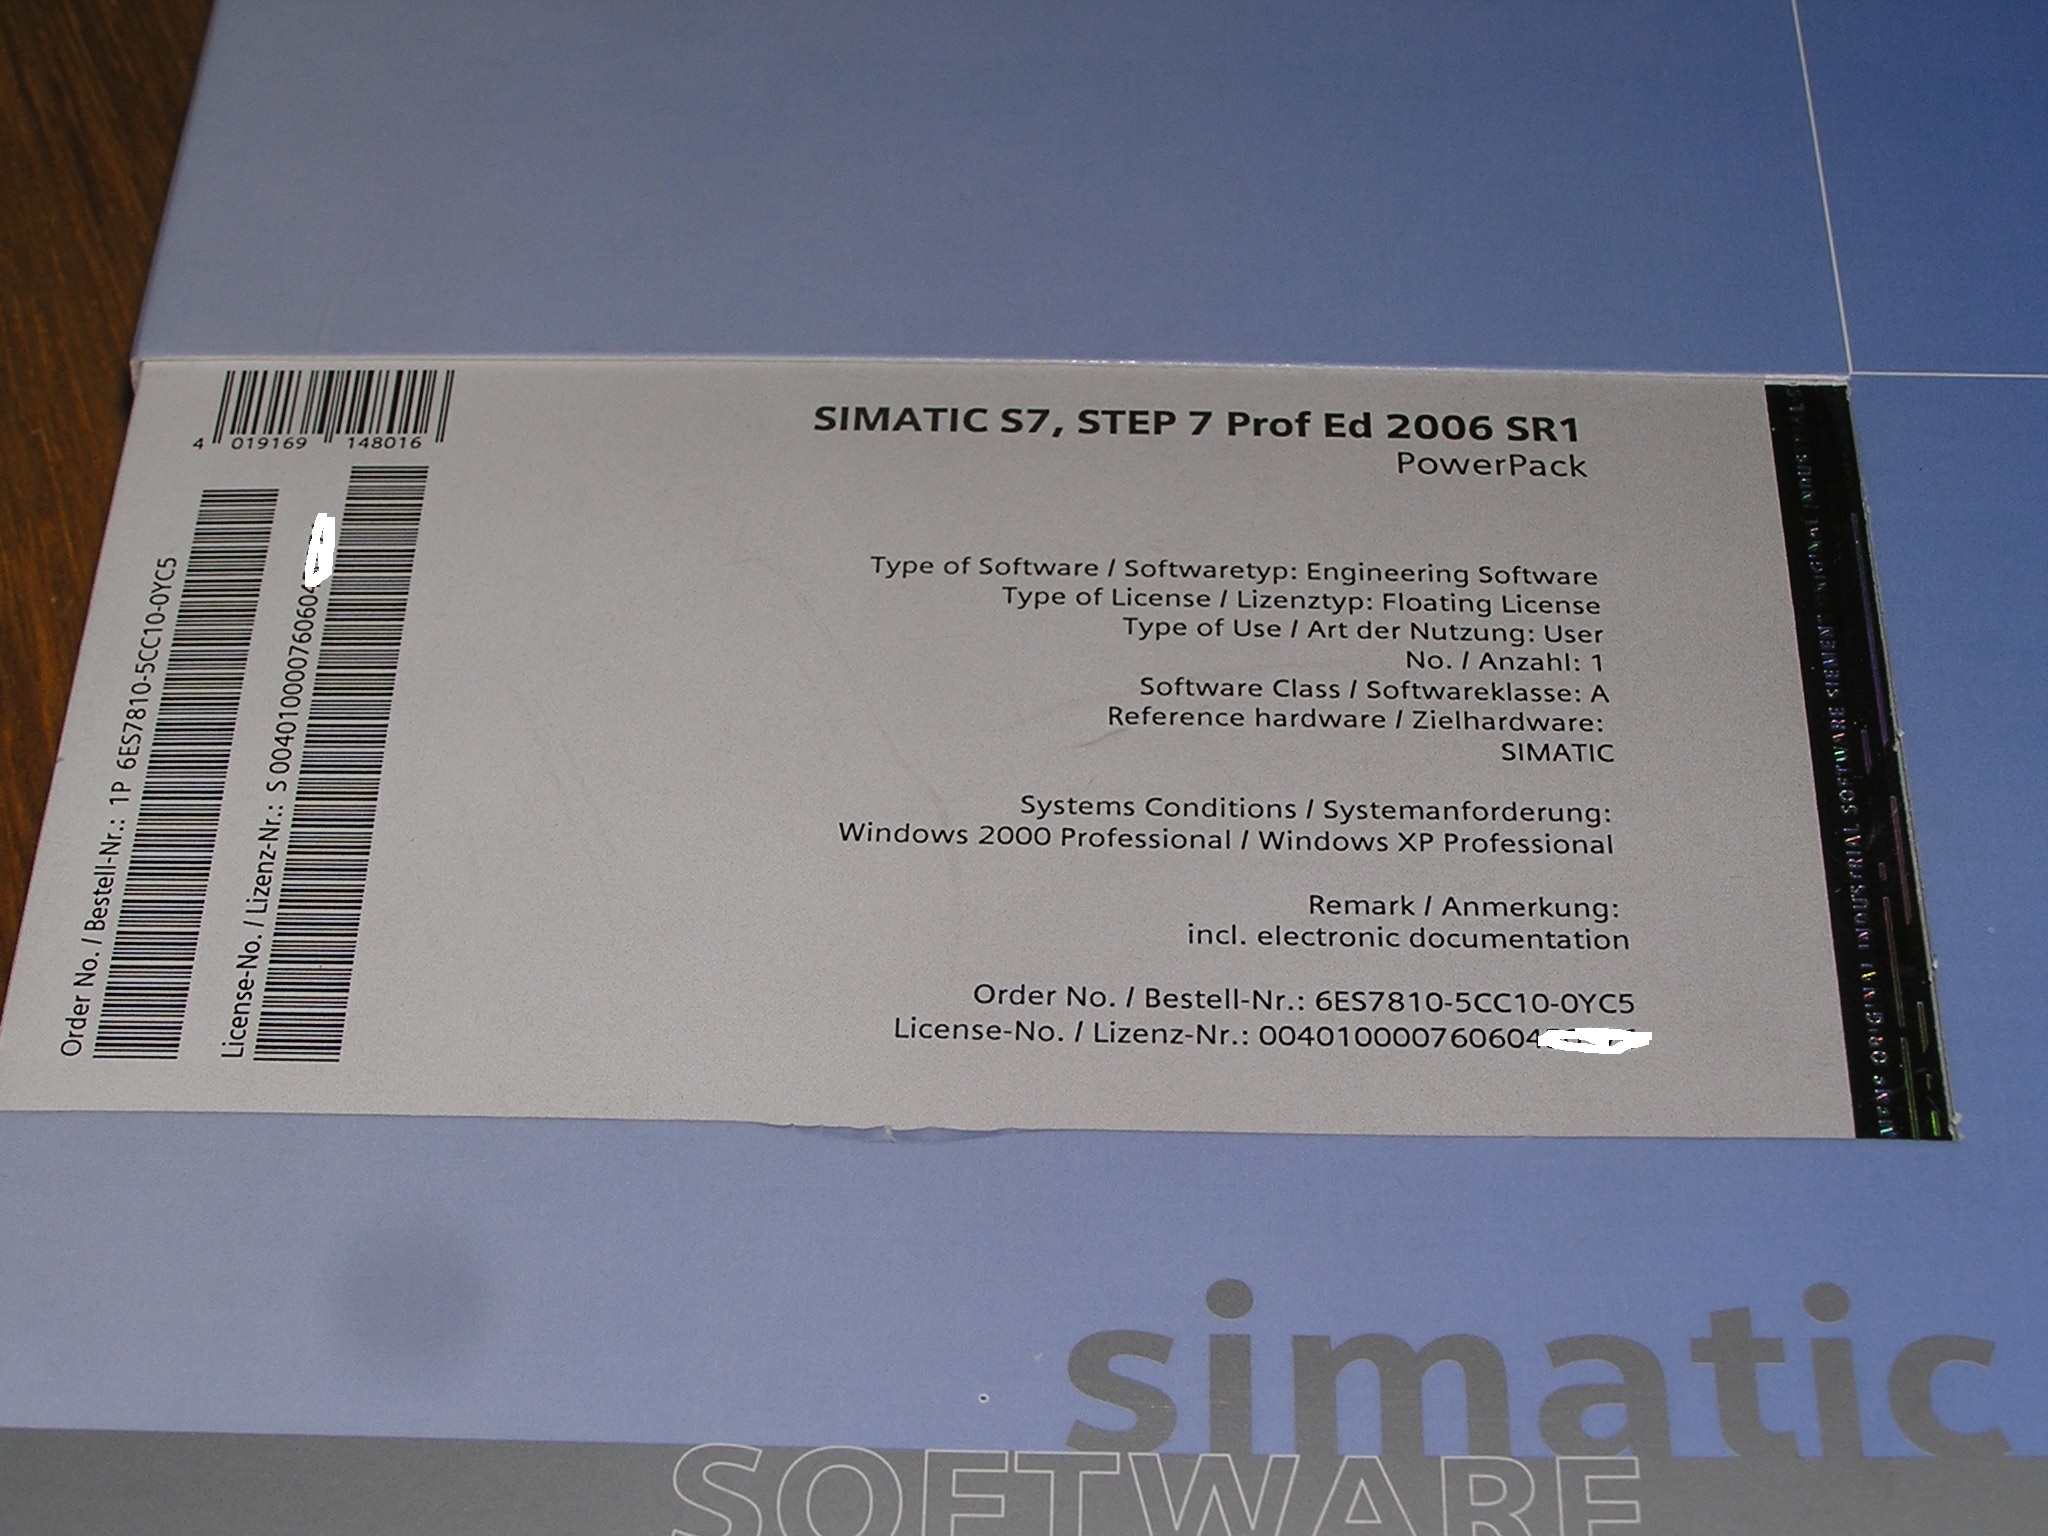 4 019169 148016
Order No. / Bestell-Nr.: 1P 6ES7810-5CC10-0YC5
License-No. / Lizenz-Nr.: S 00401000076060
SIMATIC S7, STEP 7 Prof Ed 2006 SR1
PowerPack
Type of Software / Softwaretyp: Engineering Software
Type of License / Lizenztyp: Floating License
Type of Use / Art der Nutzung: User
No. / Anzahl: 1
Software Class / Softwareklasse: A
Reference hardware / Zielhardware:
SIMATIC
Systems Conditions / Systemanforderung:
Windows 2000 Professional / Windows XP Professional
Remark / Anmerkung:
incl. electronic documentation
Order No. / Bestell-Nr.: 6ES7810-5CC10-0YC5
License-No. / Lizenz-Nr.: 004010000760604
ORIGINAL INDUSTRIAL SOFTWARE SIEMENS
simatic
SOFTWARE